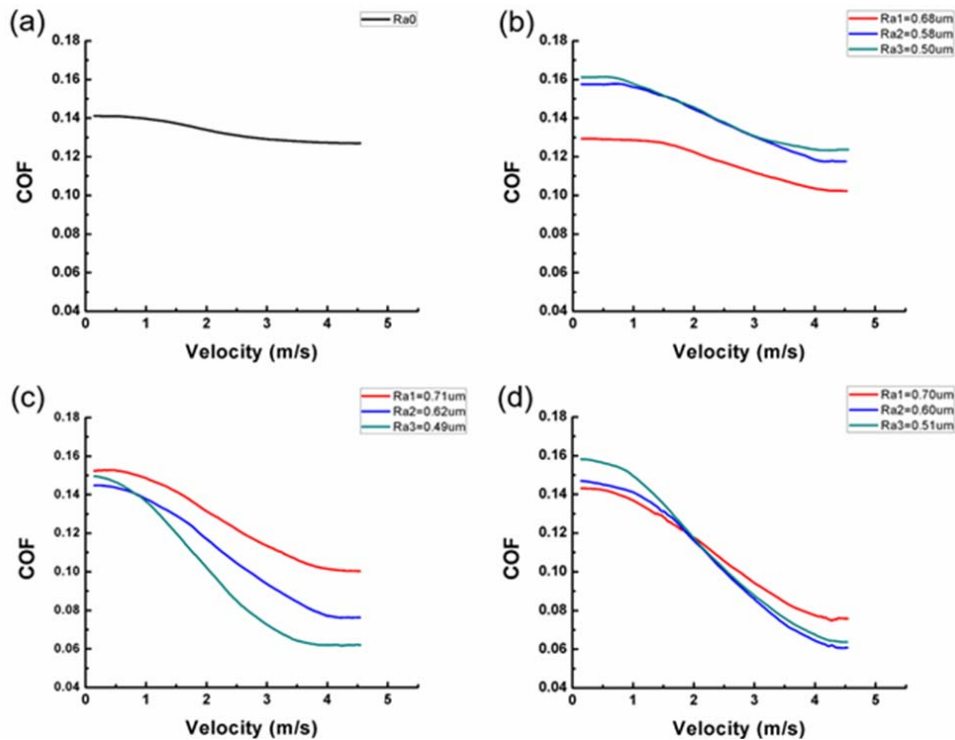 (a)
Ra0
0.18
0.16
0.14
0.12
0.10
0.08
0.06
0.04
COF
0 1 2 3 4 5
Velocity (m/s)
(b)
Ra1=0.68um
Ra2=0.58um
Ra3=0.50um
0.18
0.16
0.14
0.12
0.10
0.08
0.06
0.04
COF
0 1 2 3 4 5
Velocity (m/s)
(c)
Ra1=0.71um
Ra2=0.62um
Ra3=0.49um
0.18
0.16
0.14
0.12
0.10
0.08
0.06
0.04
COF
0 1 2 3 4 5
Velocity (m/s)
(d)
Ra1=0.70um
Ra2=0.60um
Ra3=0.51um
0.18
0.16
0.14
0.12
0.10
0.08
0.06
0.04
COF
0 1 2 3 4 5
Velocity (m/s)